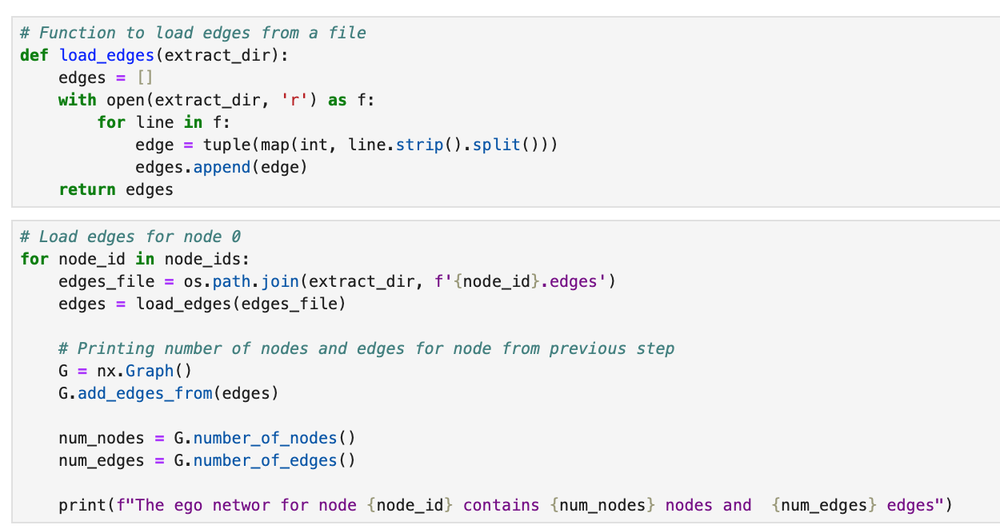 # Function to load edges from a file
def load_edges(extract_dir):
    edges = []
    with open(extract_dir, 'r') as f:
        for line in f:
            edge = tuple(map(int, line.strip().split()))
            edges.append(edge)
    return edges
# Load edges for node 0
for node_id in node_ids:
    edges_file = os.path.join(extract_dir, f'{node_id}.edges')
    edges = load_edges(edges_file)
    # Printing number of nodes and edges for node from previous step
    G = nx.Graph()
    G.add_edges_from(edges)
    num_nodes = G.number_of_nodes()
    num_edges = G.number_of_edges()
    print(f"The ego networ for node {node_id} contains {num_nodes} nodes and  {num_edges} edges")